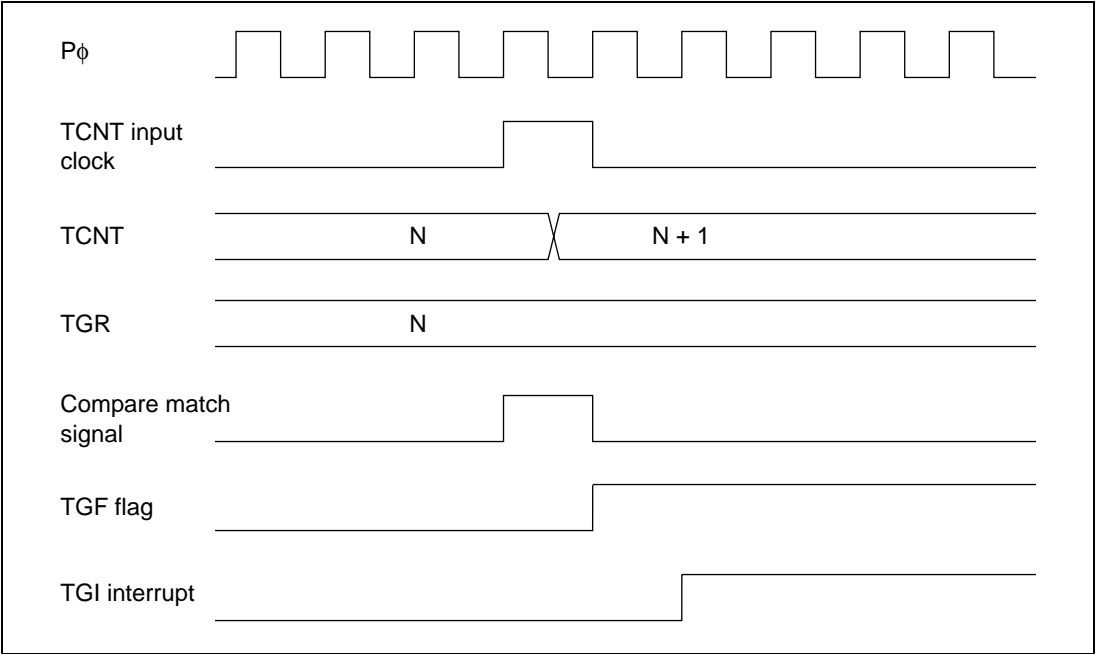 Pϕ
TCNT input
clock
TCNT
N
N + 1
TGR
N
Compare match
signal
TGF flag
TGI interrupt